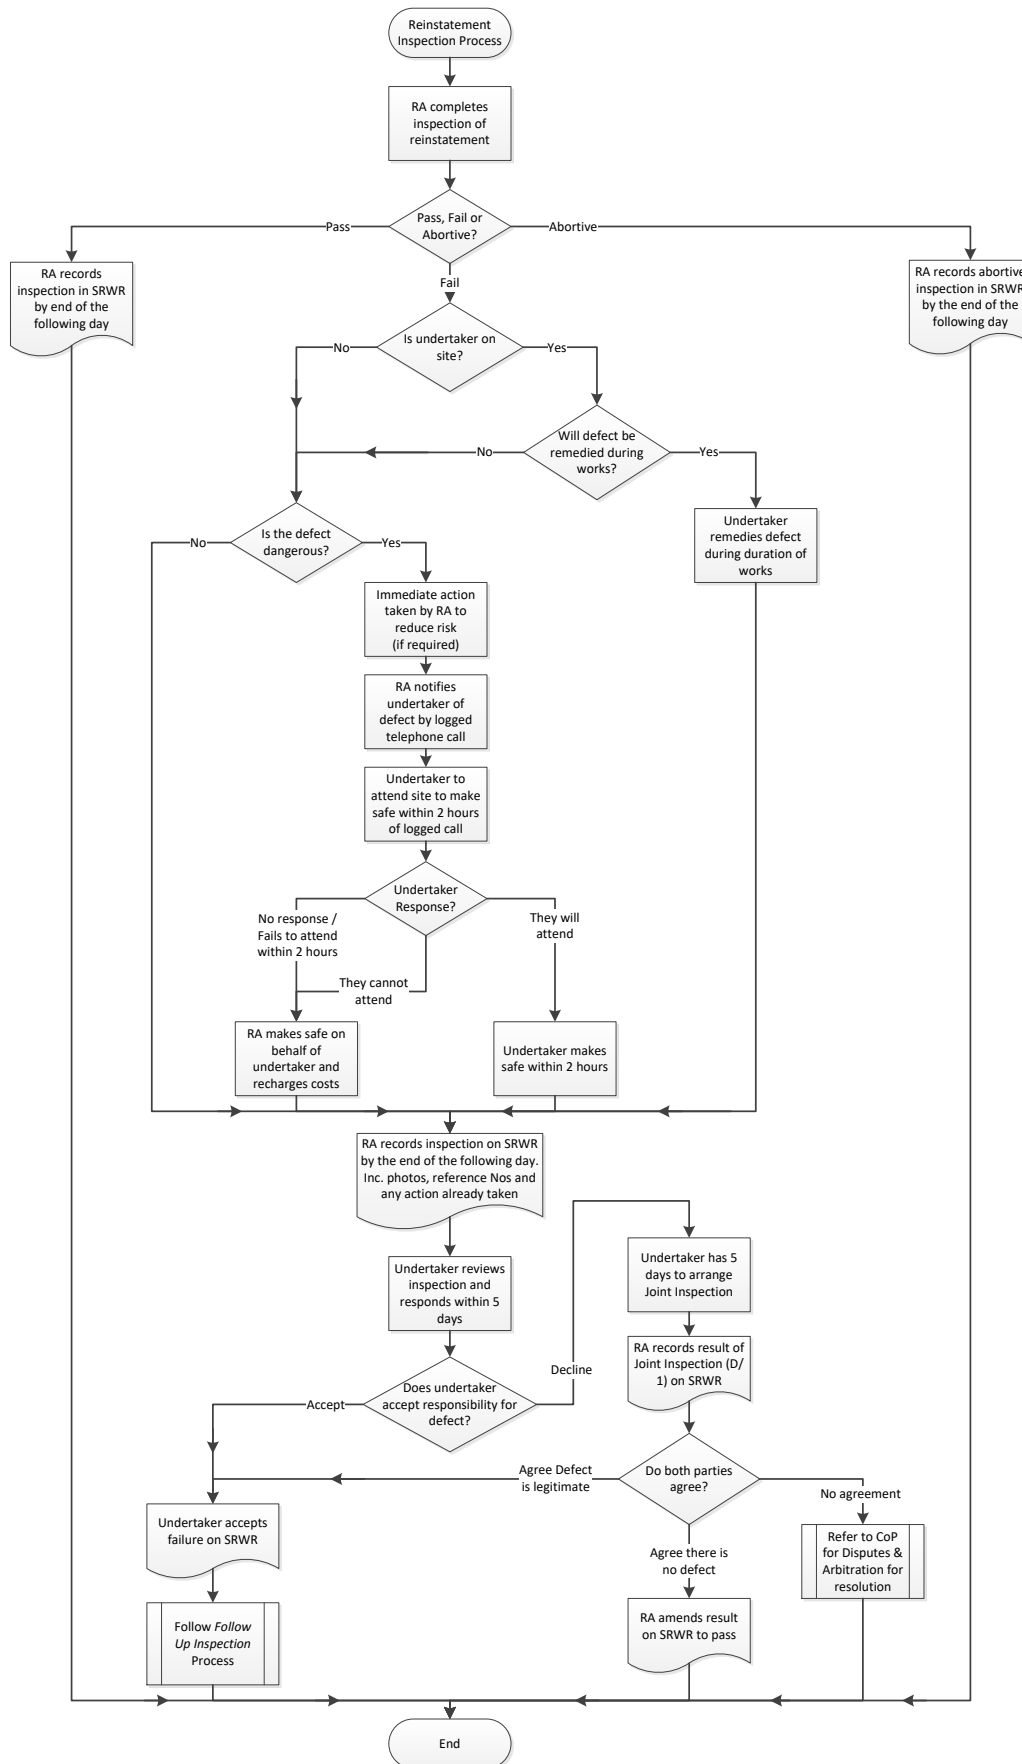 Reinstatement
Inspection Process
RA completes
inspection of
reinstatement
Pass, Fail or
Abortive?
Pass
Abortive
Fail
RA records
inspection in SRWR
by end of the
following day
RA records abortive
inspection in SRWR
by the end of the
following day
Is undertaker on
site?
No
Yes
Will defect be
remedied during
works?
No
Yes
Is the defect
dangerous?
No
Yes
Undertaker
remedies defect
during duration of
works
Immediate action
taken by RA to
reduce risk
(if required)
RA notifies
undertaker of
defect by logged
telephone call
Undertaker to
attend site to make
safe within 2 hours
of logged call
Undertaker
Response?
No response /
Fails to attend
within 2 hours
They will
attend
They cannot
attend
RA makes safe on
behalf of
undertaker and
recharges costs
Undertaker makes
safe within 2 hours
RA records inspection on SRWR
by the end of the following day.
Inc. photos, reference Nos and
any action already taken
Undertaker reviews
inspection and
responds within 5
days
Undertaker has 5
days to arrange
Joint Inspection
RA records result of
Joint Inspection (D/
1) on SRWR
Decline
Does undertaker
accept responsibility for
defect?
Accept
Do both parties
agree?
Agree Defect
is legitimate
No agreement
Undertaker accepts
failure on SRWR
Agree there is
no defect
Refer to CoP
for Disputes &
Arbitration for
resolution
Follow Follow
Up Inspection
Process
RA amends result
on SRWR to pass
End